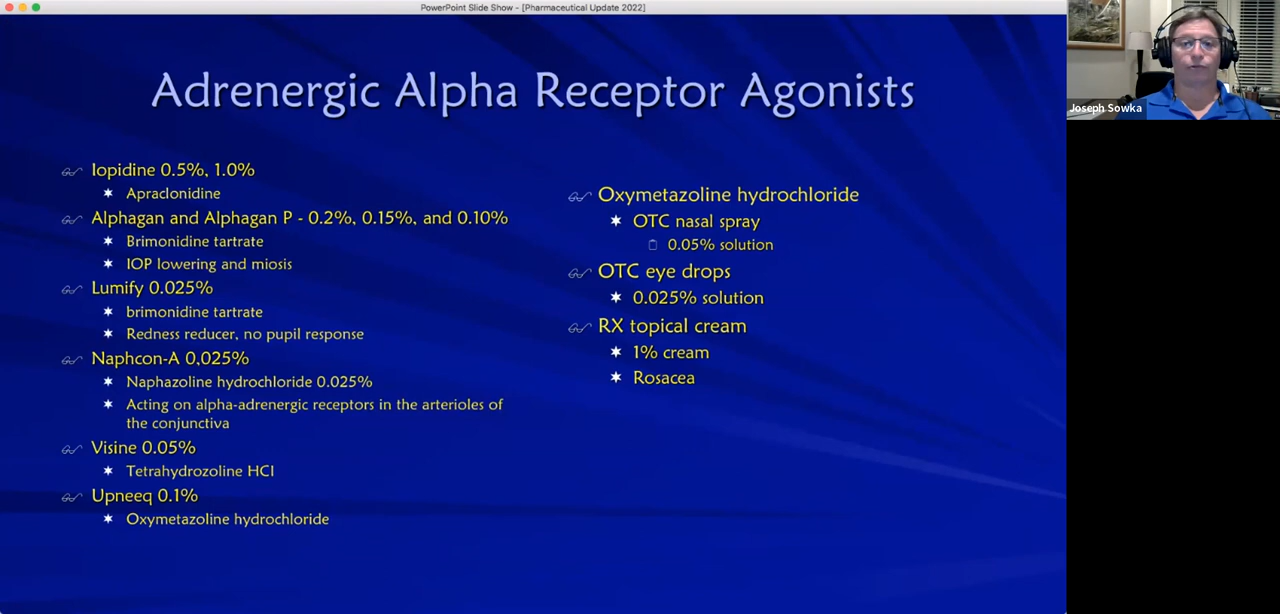 PowerPoint Slide Show - [Pharmaceutical Update 2022]
Joseph Sowka
Adrenergic Alpha Receptor Agonists
Iopidine 0.5%, 1.0%
Apraclonidine
Alphagan and Alphagan P - 0.2%, 0.15%, and 0.10%
Brimonidine tartrate
IOP lowering and miosis
Lumify 0.025%
brimonidine tartrate
Redness reducer, no pupil response
Naphcon-A 0,025%
Naphazoline hydrochloride 0.025%
Acting on alpha-adrenergic receptors in the arterioles of
the conjunctiva
Visine 0.05%
Tetrahydrozoline HCl
Upneeq 0.1%
Oxymetazoline hydrochloride
Oxymetazoline hydrochloride
OTC nasal spray
0.05% solution
OTC eye drops
0.025% solution
RX topical cream
1% cream
Rosacea